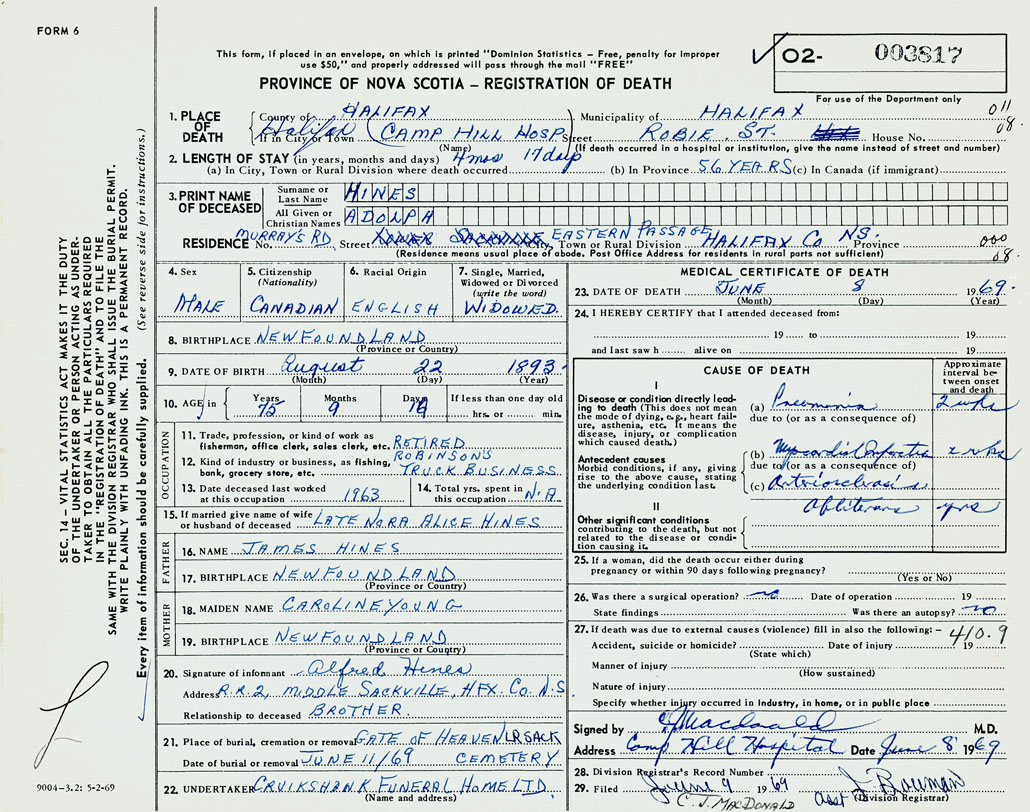 FORM 6
This form, if placed in an envelope, on which is printed "Dominion Statistics – Free, penalty for improper
use $50," and properly addressed will pass through the mail "FREE"
O2- 003817
For use of the Department only
PROVINCE OF NOVA SCOTIA – REGISTRATION OF DEATH
1. PLACE OF DEATH
County of HALIFAX Municipality of HALIFAX 011
If in City or Town Halifax (CAMP HILL HOSP.) Street ROBIE ST. House No. 08.
(Name) (If death occurred in a hospital or institution, give the name instead of street and number)
2. LENGTH OF STAY (in years, months and days) 4 mos 17 days
(a) In City, Town or Rural Division where death occurred (b) In Province 56 YEARS (c) In Canada (if immigrant)
3. PRINT NAME OF DECEASED
Surname or Last Name HINES
All Given or Christian Names ADOLPH
RESIDENCE No. MURRAY'S RD Street EASTERN PASSAGE City, Town or Rural Division HALIFAX Co N.S. Province 000
(Residence means usual place of abode. Post Office Address for residents in rural parts not sufficient) 08.
4. Sex MALE
5. Citizenship (Nationality) CANADIAN
6. Racial Origin ENGLISH
7. Single, Married, Widowed or Divorced (write the word) WIDOWED.
8. BIRTHPLACE NEWFOUNDLAND
(Province or Country)
9. DATE OF BIRTH August 22 1893
(Month) (Day) (Year)
10. AGE in Years 75 Months 9 Days If less than one day old hrs. or min.
OCCUPATION
11. Trade, profession, or kind of work as fisherman, office clerk, sales clerk, etc. RETIRED
12. Kind of industry or business, as fishing, bank, grocery store, etc. ROBINSON'S TRUCK BUSINESS
13. Date deceased last worked at this occupation 1963
14. Total yrs. spent in this occupation N.A.
15. If married give name of wife or husband of deceased LATE NORA ALICE HINES
FATHER
16. NAME JAMES HINES
17. BIRTHPLACE NEWFOUNDLAND
(Province or Country)
MOTHER
18. MAIDEN NAME CAROLINE YOUNG
19. BIRTHPLACE NEWFOUNDLAND
(Province or Country)
20. Signature of informant Alfred Hines
Address R.R.2, MIDDLE SACKVILLE, HFX. Co. N.S.
Relationship to deceased BROTHER.
21. Place of burial, cremation or removal GATE OF HEAVEN LR SACK
Date of burial or removal JUNE 11/69 CEMETERY
22. UNDERTAKER CRUIKSHANK FUNERAL HOME LTD.
(Name and address)
MEDICAL CERTIFICATE OF DEATH
23. DATE OF DEATH JUNE 8 1969.
(Month) (Day) (Year)
24. I HEREBY CERTIFY that I attended deceased from:
19 to 19
and last saw h alive on 19
CAUSE OF DEATH
Approximate interval between onset and death
I
Disease or condition directly leading to death (This does not mean the mode of dying, e.g., heart failure, asthenia, etc. It means the disease, injury, or complication which caused death.)
(a) Pneumonia 2 wks
due to (or as a consequence of)
Antecedent causes
Morbid conditions, if any, giving rise to the above cause, stating the underlying condition last.
(b) Myocardial Infarction wks
due to (or as a consequence of)
(c) Arteriosclerosis
Obliterans yrs
II
Other significant conditions
contributing to the death, but not related to the disease or condition causing it.
25. If a woman, did the death occur either during pregnancy or within 90 days following pregnancy?
(Yes or No)
26. Was there a surgical operation? no Date of operation 19
State findings Was there an autopsy? no
27. If death was due to external causes (violence) fill in also the following: – 410.9
Accident, suicide or homicide? Date of injury 19
(State which)
Manner of injury
(How sustained)
Nature of injury
Specify whether injury occurred in Industry, in home, or in public place
Signed by Macdonald M.D.
Address Camp Hill Hospital Date June 8 1969
28. Division Registrar's Record Number
29. Filed June 9 1969 Asst J. Bowman
Division Registrar
C. J. MACDONALD
SEC. 14 – VITAL STATISTICS ACT MAKES IT THE DUTY
OF THE UNDERTAKER OR PERSON ACTING AS UNDER-
TAKER TO OBTAIN ALL THE PARTICULARS REQUIRED
IN THE "REGISTRATION OF DEATH" AND TO FILE THE
SAME WITH THE DIVISION REGISTRAR WHO SHALL ISSUE THE BURIAL PERMIT.
WRITE PLAINLY WITH UNFADING INK. THIS IS A PERMANENT RECORD.
Every item of information should be carefully supplied. (See reverse side for instructions.)
9004–3.2: 5-2-69